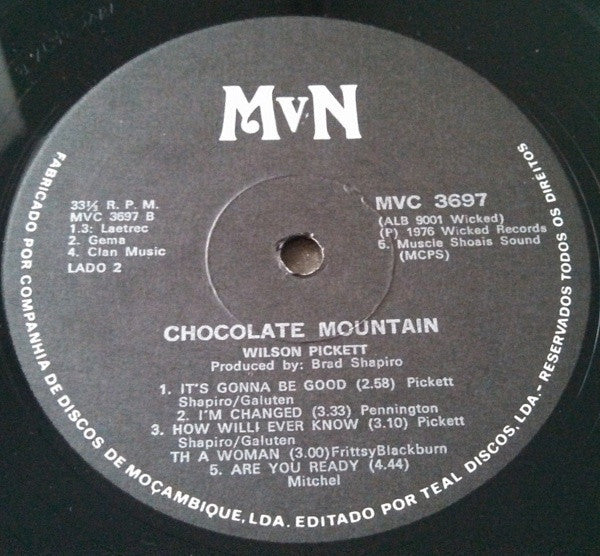 MVN
33⅓ R. P. M.
MVC 3697 B
1.3: Laetrec
2. Gema
4. Clan Music
LADO 2
MVC 3697
(ALB 9001 Wicked)
(P) 1976 Wicked Records
5. Muscle Shoals Sound
(MCPS)
CHOCOLATE MOUNTAIN
WILSON PICKETT
Produced by: Brad Shapiro
1. IT'S GONNA BE GOOD (2.58) Pickett
Shapiro/Galuten
2. I'M CHANGED (3.33) Pennington
3. HOW WILLI EVER KNOW (3.10) Pickett
Shapiro/Galuten
TH A WOMAN (3.00)FrittsyBlackburn
5. ARE YOU READY (4.44)
Mitchel
FABRICADO POR COMPANHIA DE DISCOS DE MOÇAMBIQUE, LDA. EDITADO POR TEAL DISCOS, LDA.- RESERVADOS TODOS OS DIREITOS